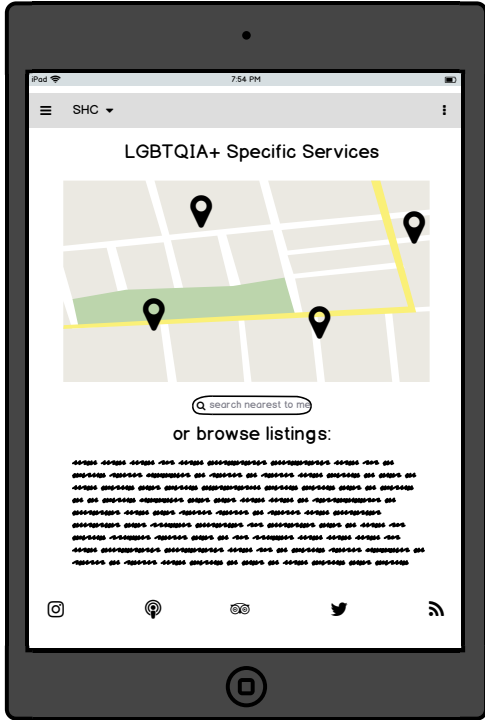 iPad 7:54 PM
SHC
LGBTQIA+ Specific Services
search nearest to me
or browse listings: